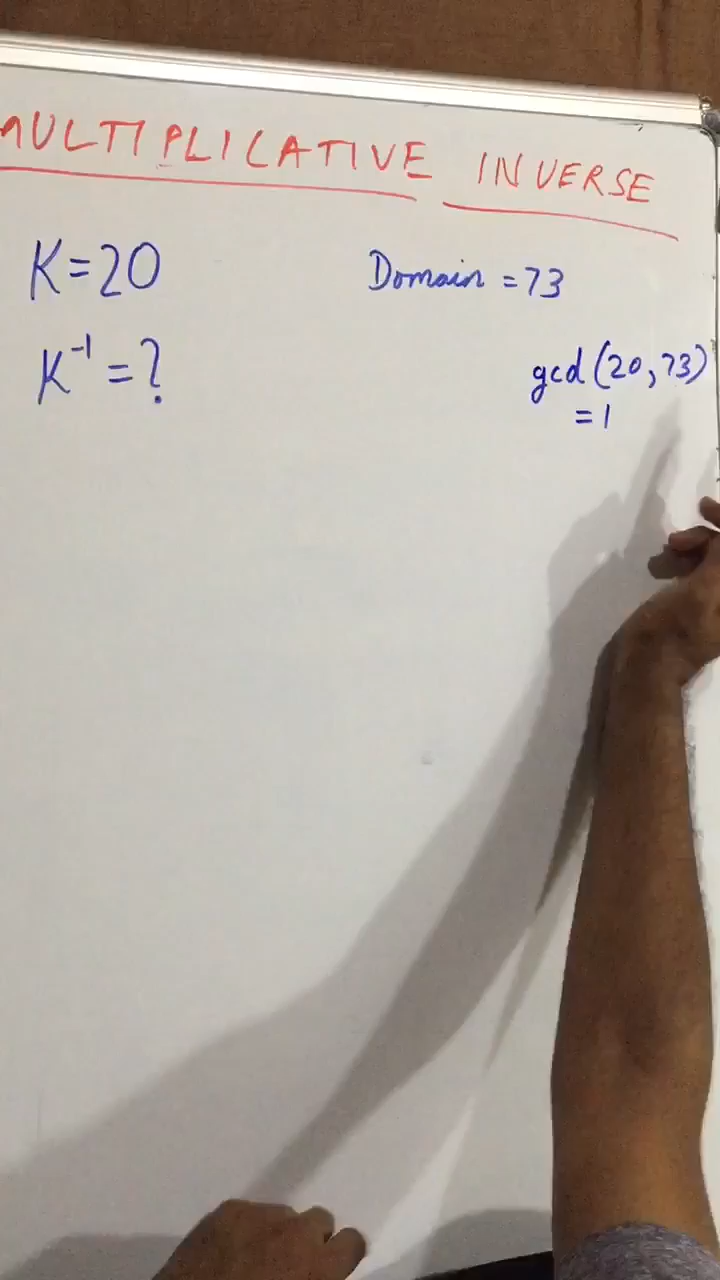 MULTIPLICATIVE INVERSE
K=20
Domain = 73
K⁻¹ = ?
gcd (20, 73)
= 1